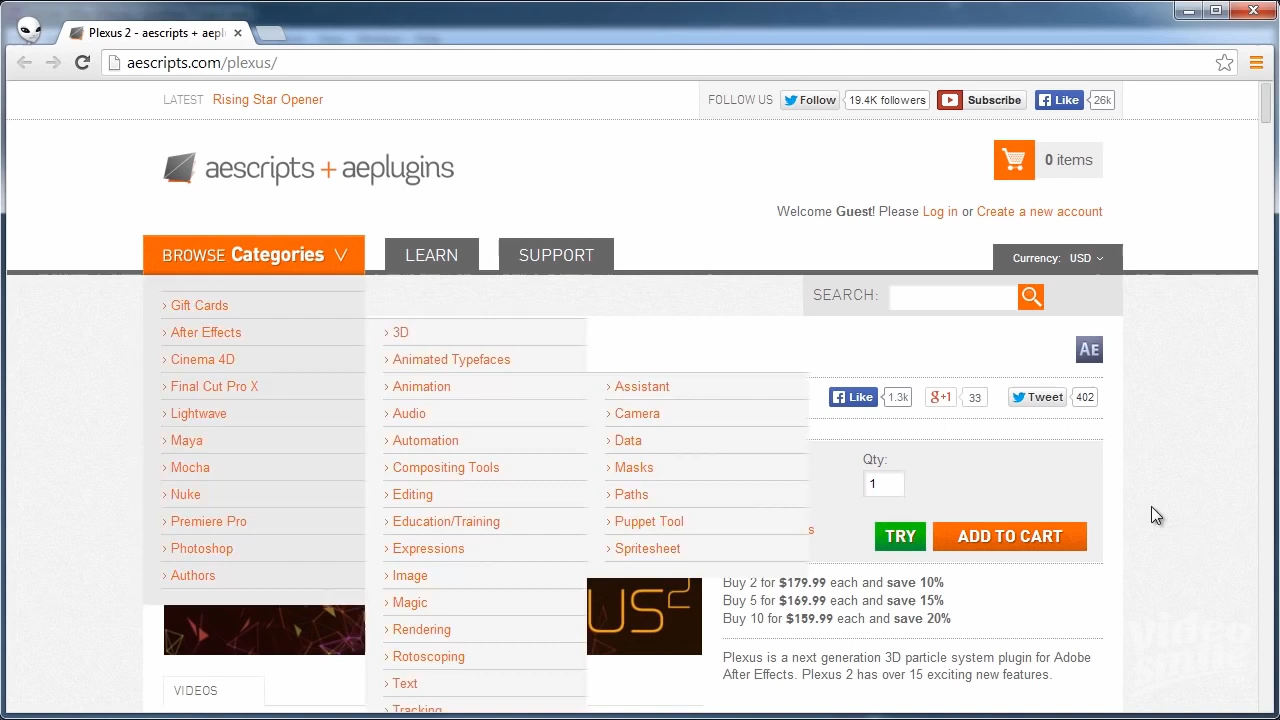 Plexus 2 - aescripts + aepl
aescripts.com/plexus/
LATEST Rising Star Opener
FOLLOW US Follow 19.4K followers Subscribe Like 26k
aescripts + aeplugins
0 items
Welcome Guest! Please Log in or Create a new account
BROWSE Categories LEARN SUPPORT
Currency: USD
SEARCH:
Gift Cards
After Effects
Cinema 4D
Final Cut Pro X
Lightwave
Maya
Mocha
Nuke
Premiere Pro
Photoshop
Authors
3D
Animated Typefaces
Animation
Audio
Automation
Compositing Tools
Editing
Education/Training
Expressions
Image
Magic
Rendering
Rotoscoping
Text
Tracking
Assistant
Camera
Data
Masks
Paths
Puppet Tool
Spritesheet
AE
Like 1.3k g+1 33 Tweet 402
Qty:
1
s
TRY ADD TO CART
US2
Buy 2 for $179.99 each and save 10%
Buy 5 for $169.99 each and save 15%
Buy 10 for $159.99 each and save 20%
Plexus is a next generation 3D particle system plugin for Adobe
After Effects. Plexus 2 has over 15 exciting new features.
VIDEOS
video
smile